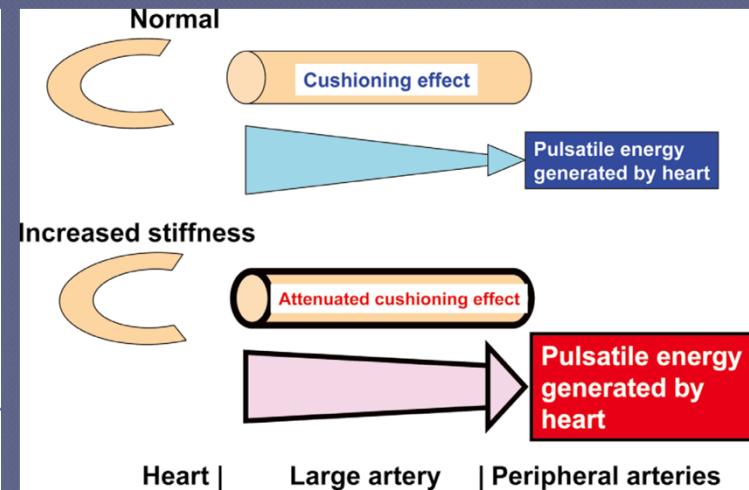 Normal
Cushioning effect
Pulsatile energy
generated by heart
Increased stiffness
Attenuated cushioning effect
Pulsatile energy
generated by
heart
Heart | Large artery | Peripheral arteries